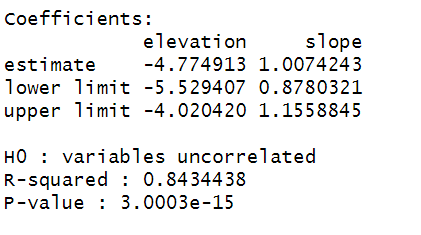 Coefficients:
            elevation     slope
estimate    -4.774913 1.0074243
lower limit -5.529407 0.8780321
upper limit -4.020420 1.1558845

H0 : variables uncorrelated
R-squared : 0.8434438
P-value : 3.0003e-15